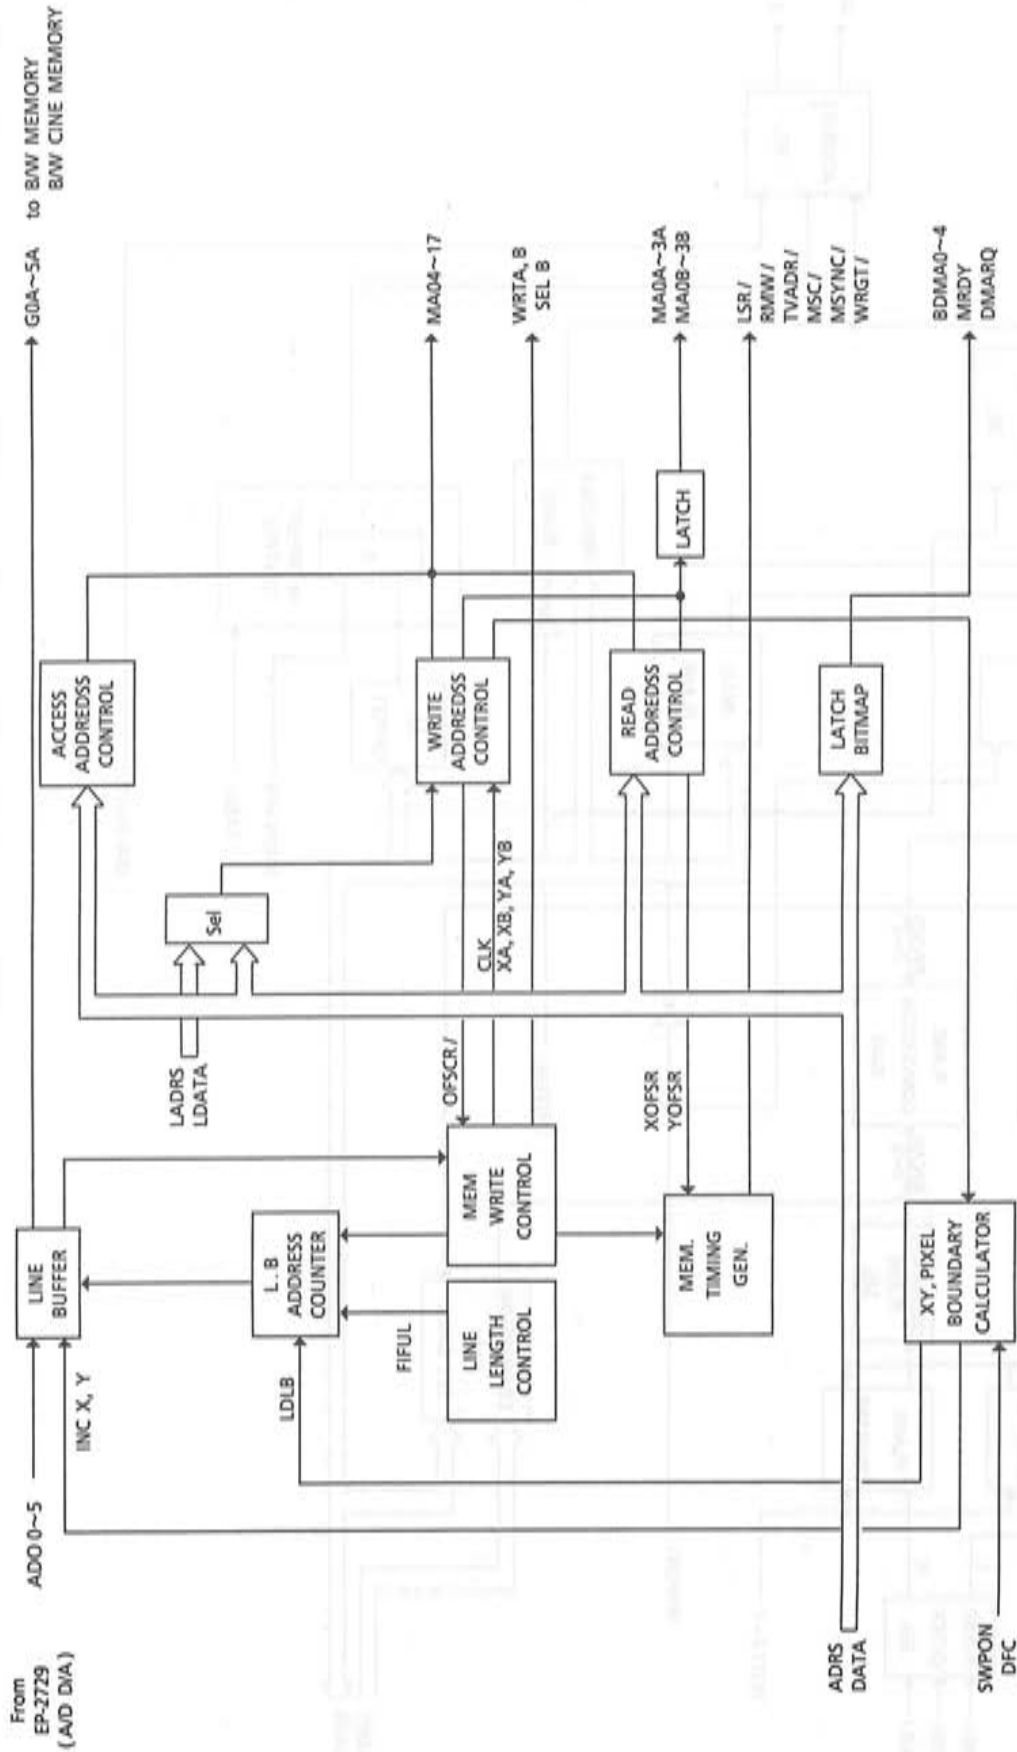 From
EP-2729
(A/D D/A)
ADO 0~5
INC X, Y
LINE
BUFFER
G0A~5A
to B/W MEMORY
B/W CINE MEMORY
ACCESS
ADDREDSS
CONTROL
LADRS
LDATA
Sel
LDLB
L . B
ADDRESS
COUNTER
FIFUL
LINE
LENGTH
CONTROL
MEM
WRITE
CONTROL
OFSCR/
CLK
XA, XB, YA, YB
WRITE
ADDREDSS
CONTROL
MA04~17
WRTA, B
SEL B
MEM.
TIMING
GEN.
XOFSR
YOFSR
READ
ADDREDSS
CONTROL
LATCH
MA0A~3A
MA0B~3B
LSR/
RMW/
TVADR/
MSC/
MSYNC/
WRGT/
ADRS
DATA
LATCH
BITMAP
BDMA0~4
MRDY
DMARQ
SWPON
DFC
XY, PIXEL
BOUNDARY
CALCULATOR